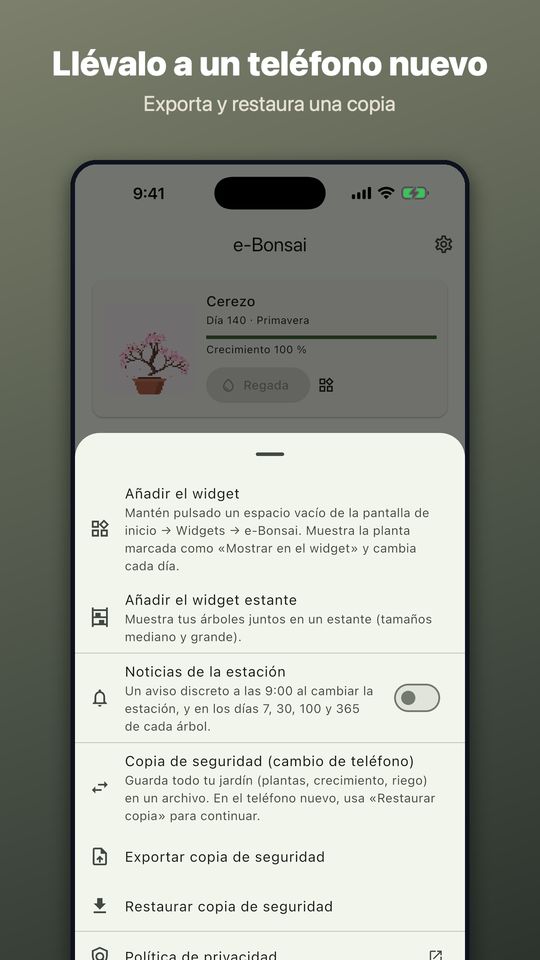 Llévalo a un teléfono nuevo
Exporta y restaura una copia
9:41
e-Bonsai
Cerezo
Día 140 · Primavera
Crecimiento 100 %
Regada
Añadir el widget
Mantén pulsado un espacio vacío de la pantalla de
inicio → Widgets → e-Bonsai. Muestra la planta
marcada como «Mostrar en el widget» y cambia
cada día.
Añadir el widget estante
Muestra tus árboles juntos en un estante (tamaños
mediano y grande).
Noticias de la estación
Un aviso discreto a las 9:00 al cambiar la
estación, y en los días 7, 30, 100 y 365
de cada árbol.
Copia de seguridad (cambio de teléfono)
Guarda todo tu jardín (plantas, crecimiento, riego)
en un archivo. En el teléfono nuevo, usa «Restaurar
copia» para continuar.
Exportar copia de seguridad
Restaurar copia de seguridad
Política de privacidad